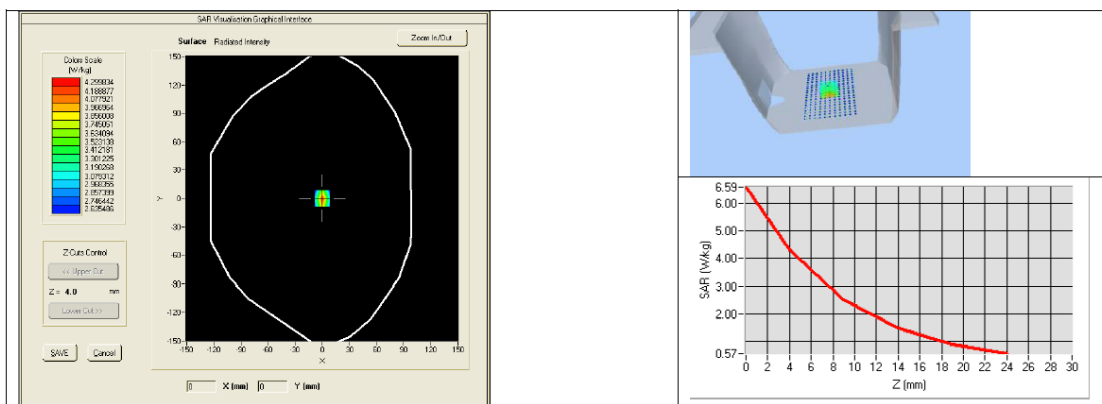 SAR Visualisation Graphical Interface
Surface Radiated Intensity
Zoom In/Out
Colors Scale
(W/kg)
4.299834
4.188877
4.077921
3.966964
3.856008
3.745051
3.634094
3.523138
3.412181
3.301225
3.190268
3.079312
2.968355
2.857399
2.746442
2.635486
150
120
90
60
30
0
-30
-60
-90
-120
-150
Y
-150 -120 -90 -60 -30 0 30 60 90 120 150
X
Z-Cuts Control
<< Upper Cut
Z = 4.0 mm
Lower Cut >>
SAVE Cancel
0 X (mm) 0 Y (mm)
6.59
6.00
5.00
4.00
3.00
2.00
0.57
SAR (W/kg)
0 2 4 6 8 10 12 14 16 18 20 22 24 26 28 30
Z (mm)